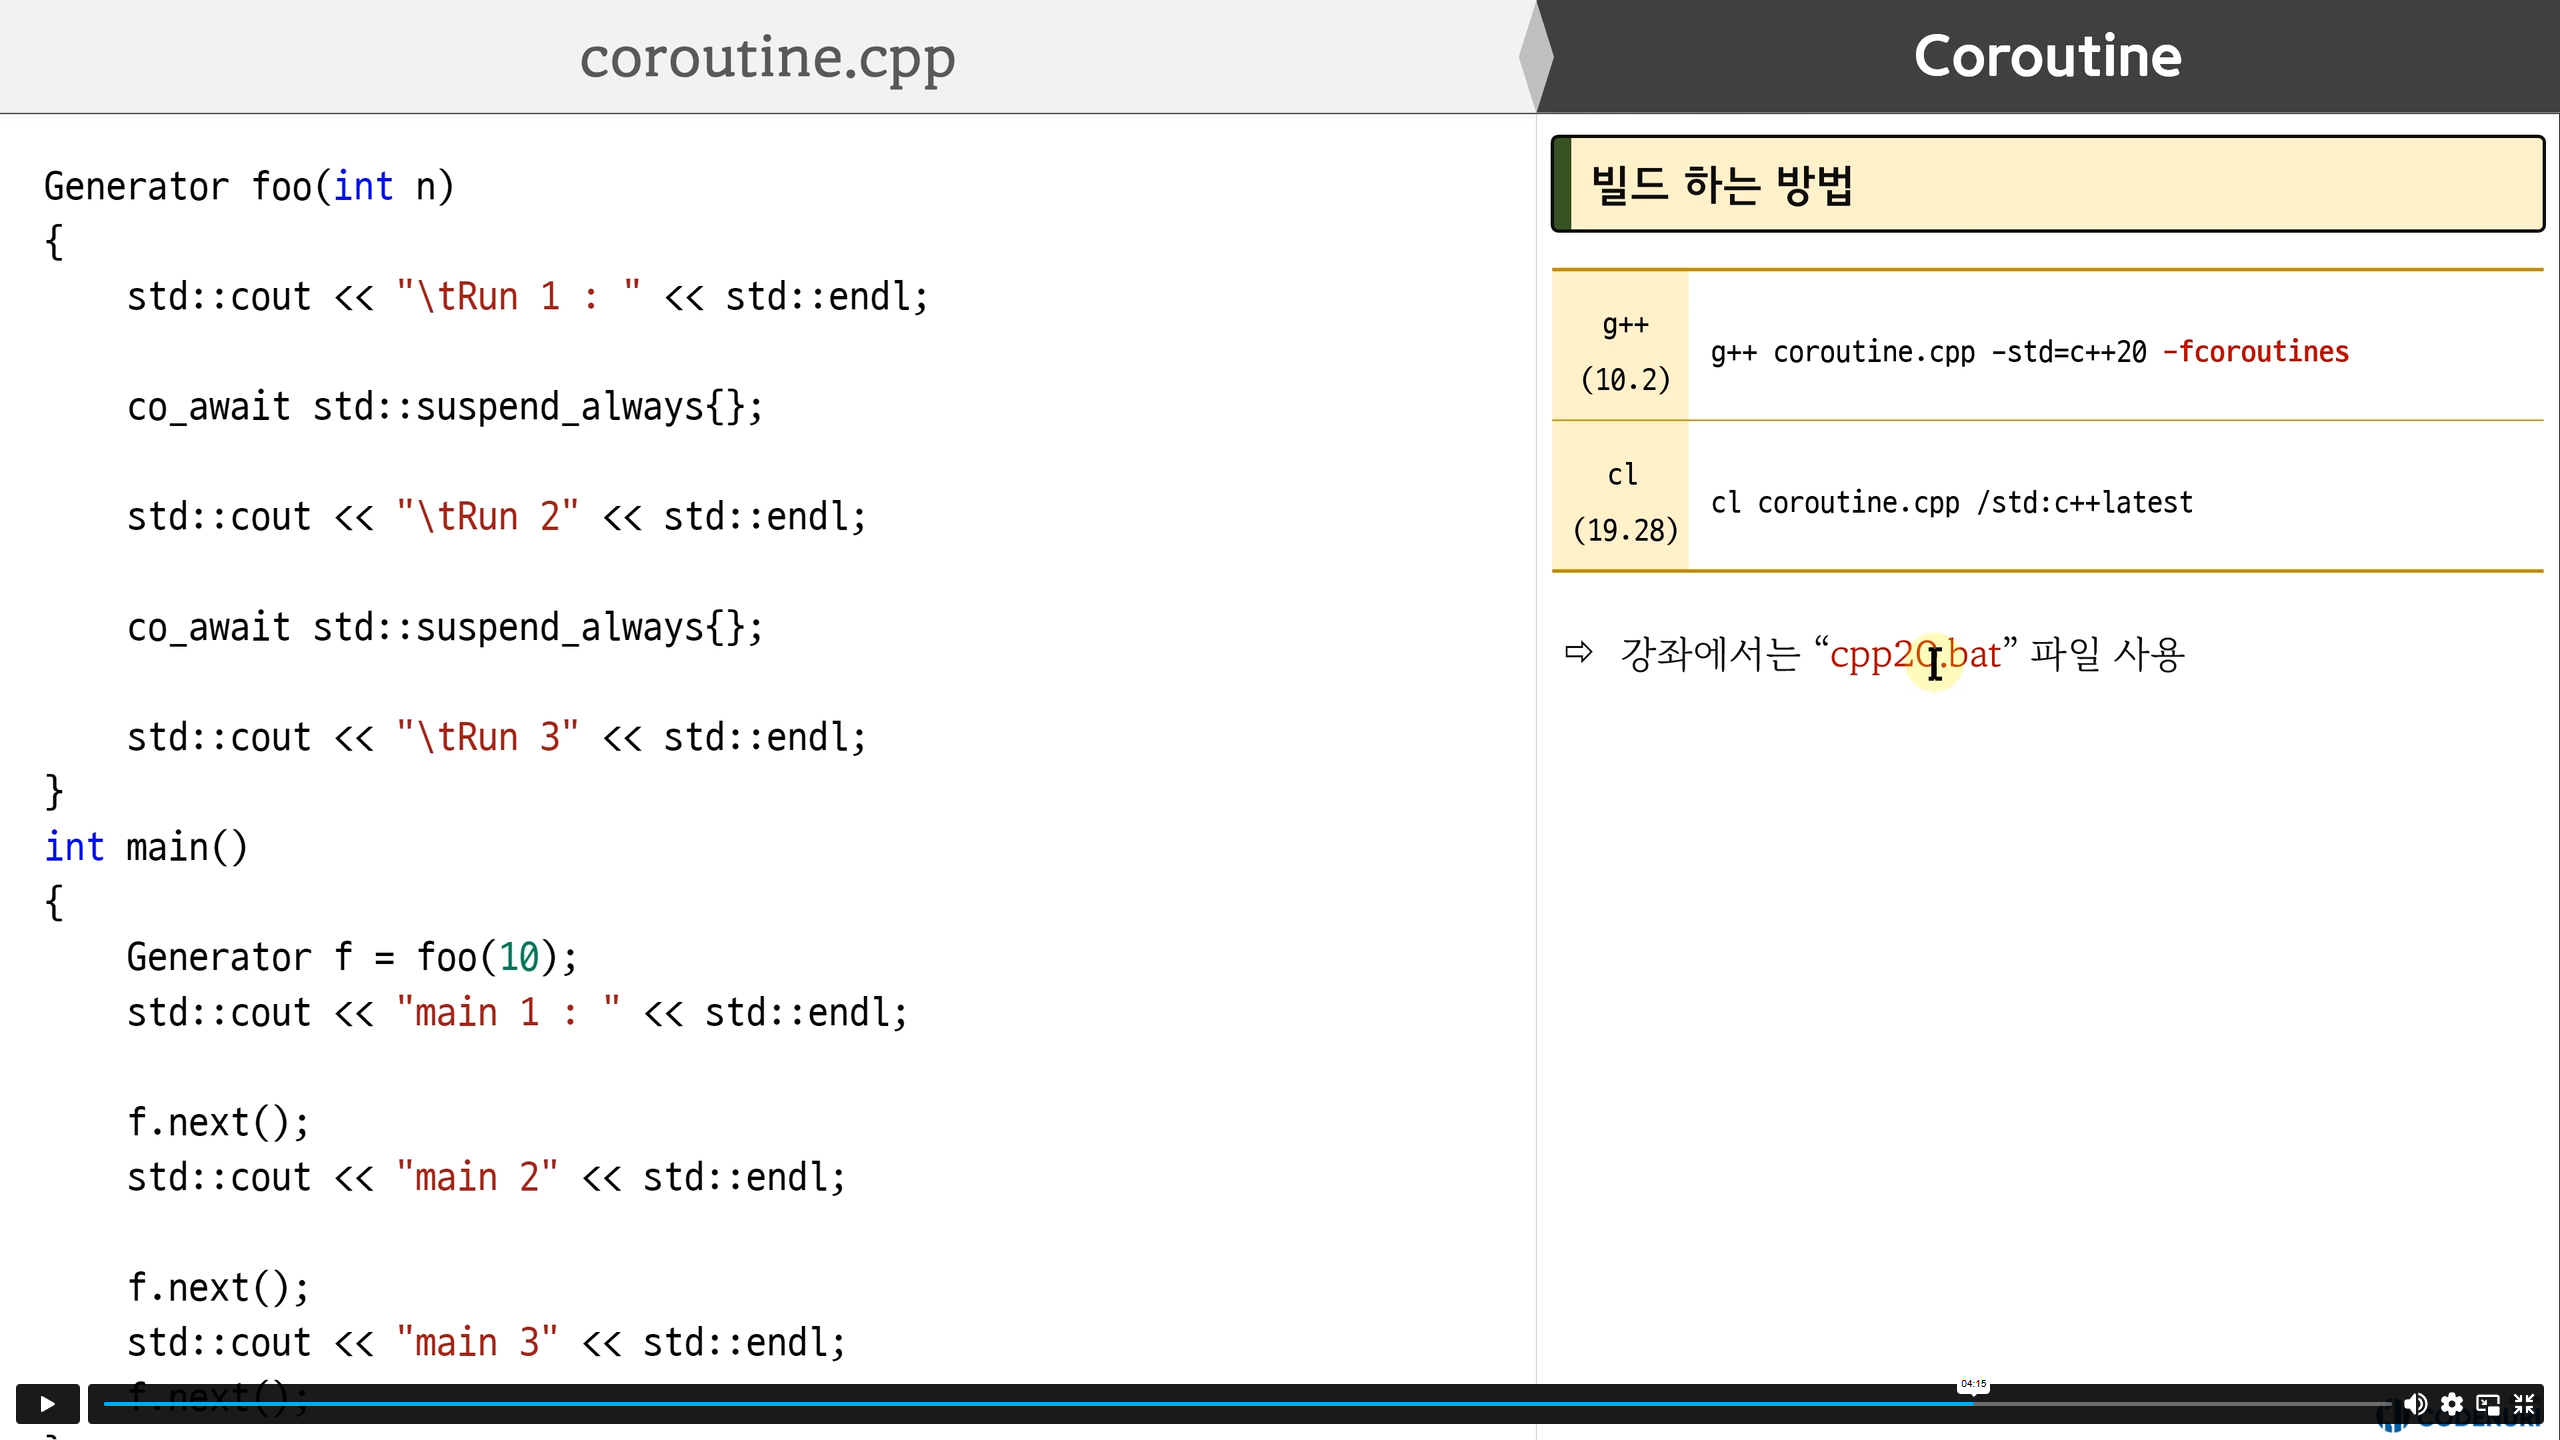 coroutine.cpp
Coroutine
Generator foo(int n)
{
    std::cout << "\tRun 1 : " << std::endl;
    co_await std::suspend_always{};
    std::cout << "\tRun 2" << std::endl;
    co_await std::suspend_always{};
    std::cout << "\tRun 3" << std::endl;
}
int main()
{
    Generator f = foo(10);
    std::cout << "main 1 : " << std::endl;
    f.next();
    std::cout << "main 2" << std::endl;
    f.next();
    std::cout << "main 3" << std::endl;
    f.next();
빌드 하는 방법
g++
(10.2)
g++ coroutine.cpp -std=c++20 -fcoroutines
cl
(19.28)
cl coroutine.cpp /std:c++latest
⇨ 강좌에서는 “cpp20.bat” 파일 사용
04:15
CODENURI